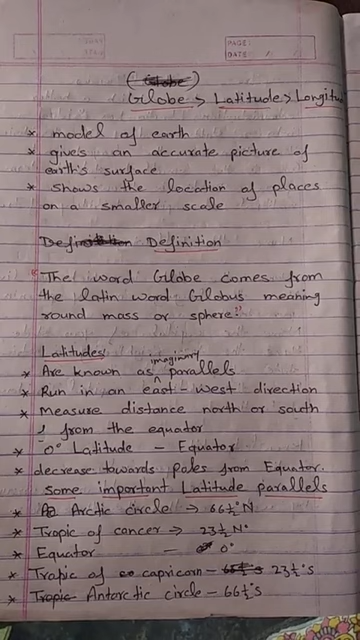 PAGE:
DATE:
(Globe)
Globe > Latitude > Longitu
* model of earth
* gives an accurate picture of
earth's surface
* shows the location of places
on a smaller scale
Definition Definition
"The word Globe comes from
the latin word Globus meaning
round mass or sphere."
Latitudes:
* Are known as imaginary parallels
* Run in an east - west direction
* Measure distance north or south
from the equator
* 0° Latitude - Equator
* decrease towards poles from Equator.
some important Latitude parallels
* Arctic circle → 66½°N
* Tropic of cancer → 23½N°
* Equator - 0°
* Tropic of capricorn - 23½°s
* Tropic Antarctic circle - 66½°s